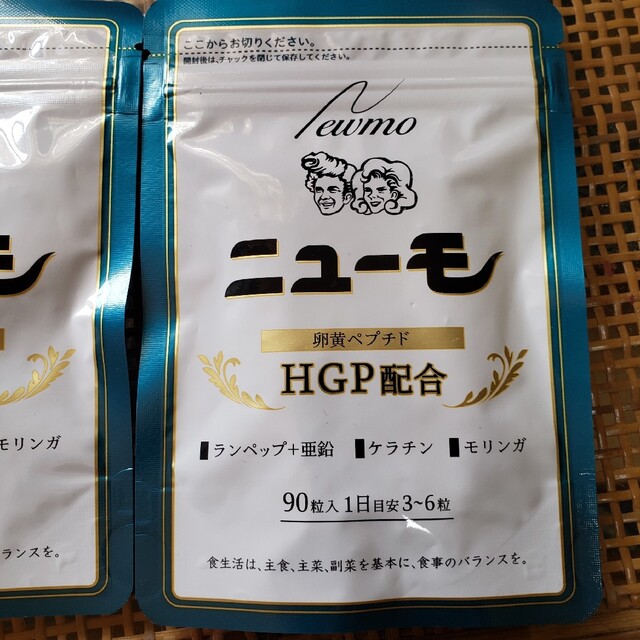 ここからお切りください。
開封後は、チャックを閉じて保存してください。
Newmo
ニューモ
卵黄ペプチド
HGP配合
ランペップ+亜鉛 ケラチン モリンガ
90粒入 1日目安3~6粒
食生活は、主食、主菜、副菜を基本に、食事のバランスを。
モ
モリンガ
ランスを。